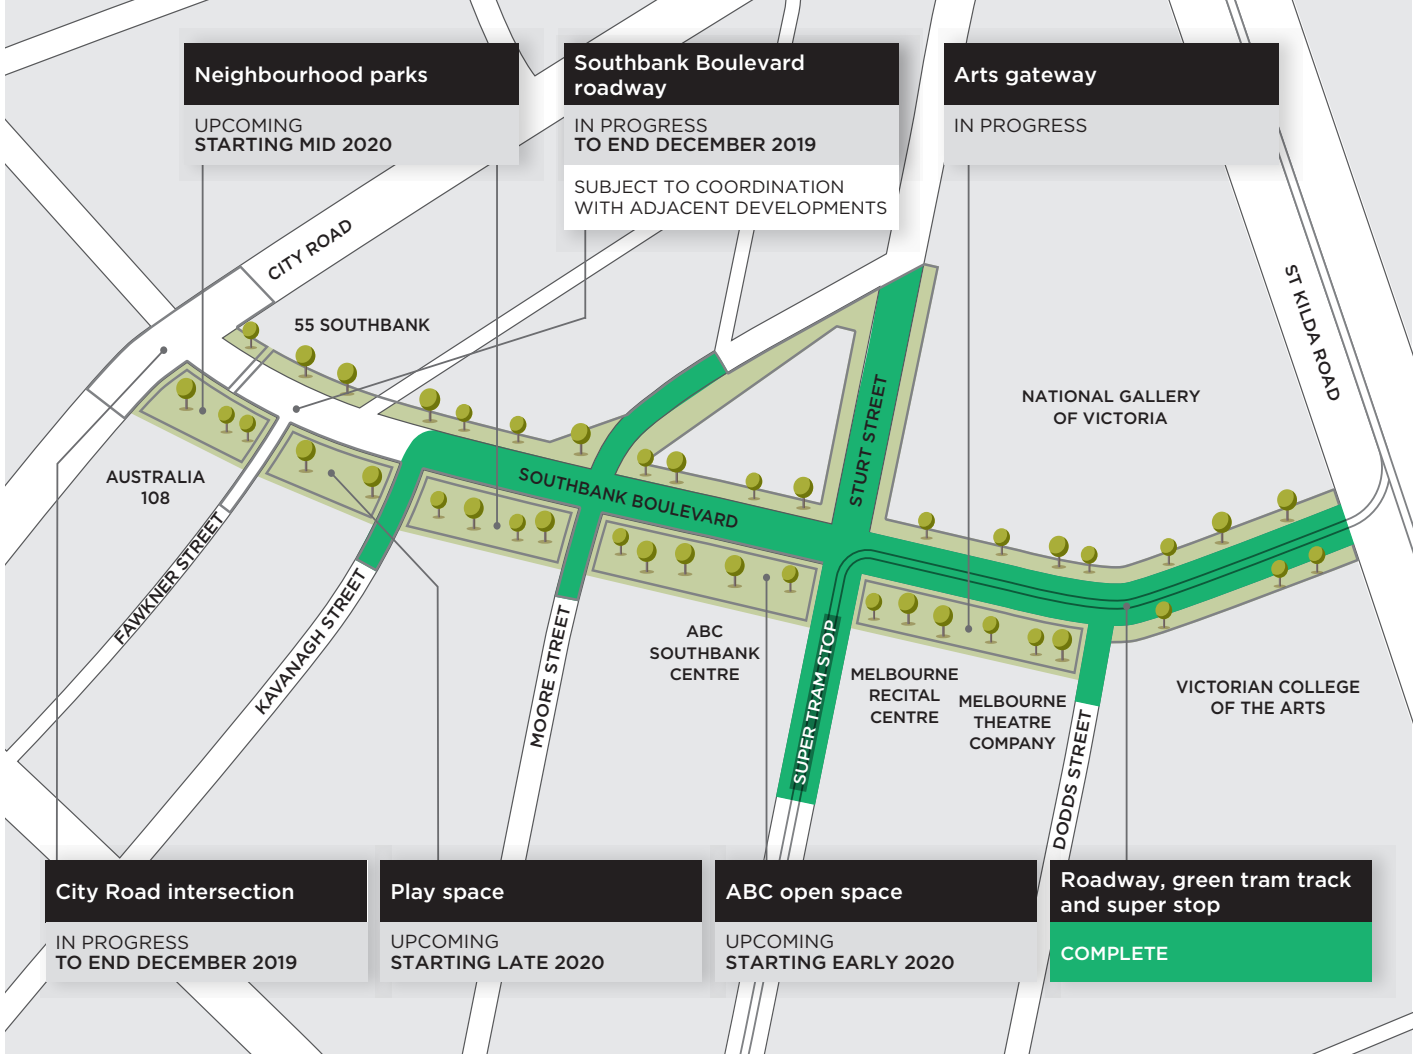 Neighbourhood parks
UPCOMING
STARTING MID 2020
Southbank Boulevard
roadway
IN PROGRESS
TO END DECEMBER 2019
SUBJECT TO COORDINATION
WITH ADJACENT DEVELOPMENTS
Arts gateway
IN PROGRESS
CITY ROAD
55 SOUTHBANK
ST KILDA ROAD
NATIONAL GALLERY
OF VICTORIA
STURT STREET
SOUTHBANK BOULEVARD
AUSTRALIA
108
FAWKNER STREET
KAVANAGH STREET
MOORE STREET
ABC
SOUTHBANK
CENTRE
SUPER TRAM STOP
MELBOURNE
RECITAL
CENTRE
MELBOURNE
THEATRE
COMPANY
DODDS STREET
VICTORIAN COLLEGE
OF THE ARTS
City Road intersection
IN PROGRESS
TO END DECEMBER 2019
Play space
UPCOMING
STARTING LATE 2020
ABC open space
UPCOMING
STARTING EARLY 2020
Roadway, green tram track
and super stop
COMPLETE